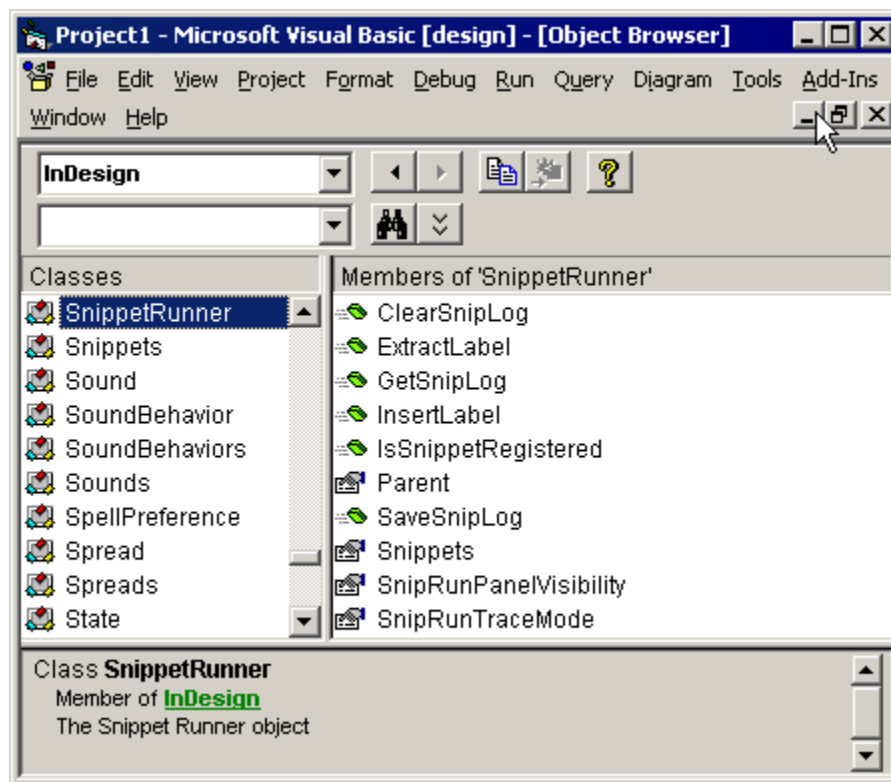 Project1 - Microsoft Visual Basic [design] - [Object Browser]
File Edit View Project Format Debug Run Query Diagram Tools Add-Ins
Window Help
InDesign
Classes
SnippetRunner
Snippets
Sound
SoundBehavior
SoundBehaviors
Sounds
SpellPreference
Spread
Spreads
State
Members of 'SnippetRunner'
ClearSnipLog
ExtractLabel
GetSnipLog
InsertLabel
IsSnippetRegistered
Parent
SaveSnipLog
Snippets
SnipRunPanelVisibility
SnipRunTraceMode
Class SnippetRunner
Member of InDesign
The Snippet Runner object